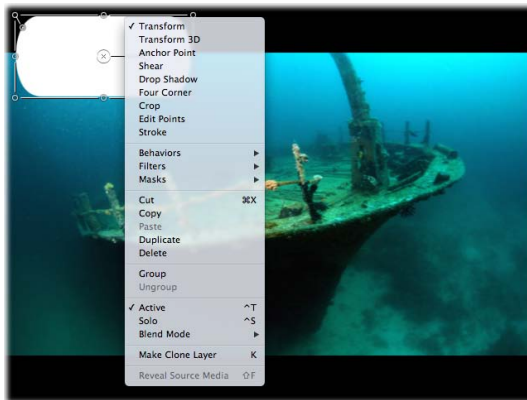 ✓ Transform
Transform 3D
Anchor Point
Shear
Drop Shadow
Four Corner
Crop
Edit Points
Stroke
Behaviors ▶
Filters ▶
Masks ▶
Cut ⌘X
Copy
Paste
Duplicate
Delete
Group
Ungroup
✓ Active ^T
Solo ^S
Blend Mode ▶
Make Clone Layer K
Reveal Source Media ⇧F